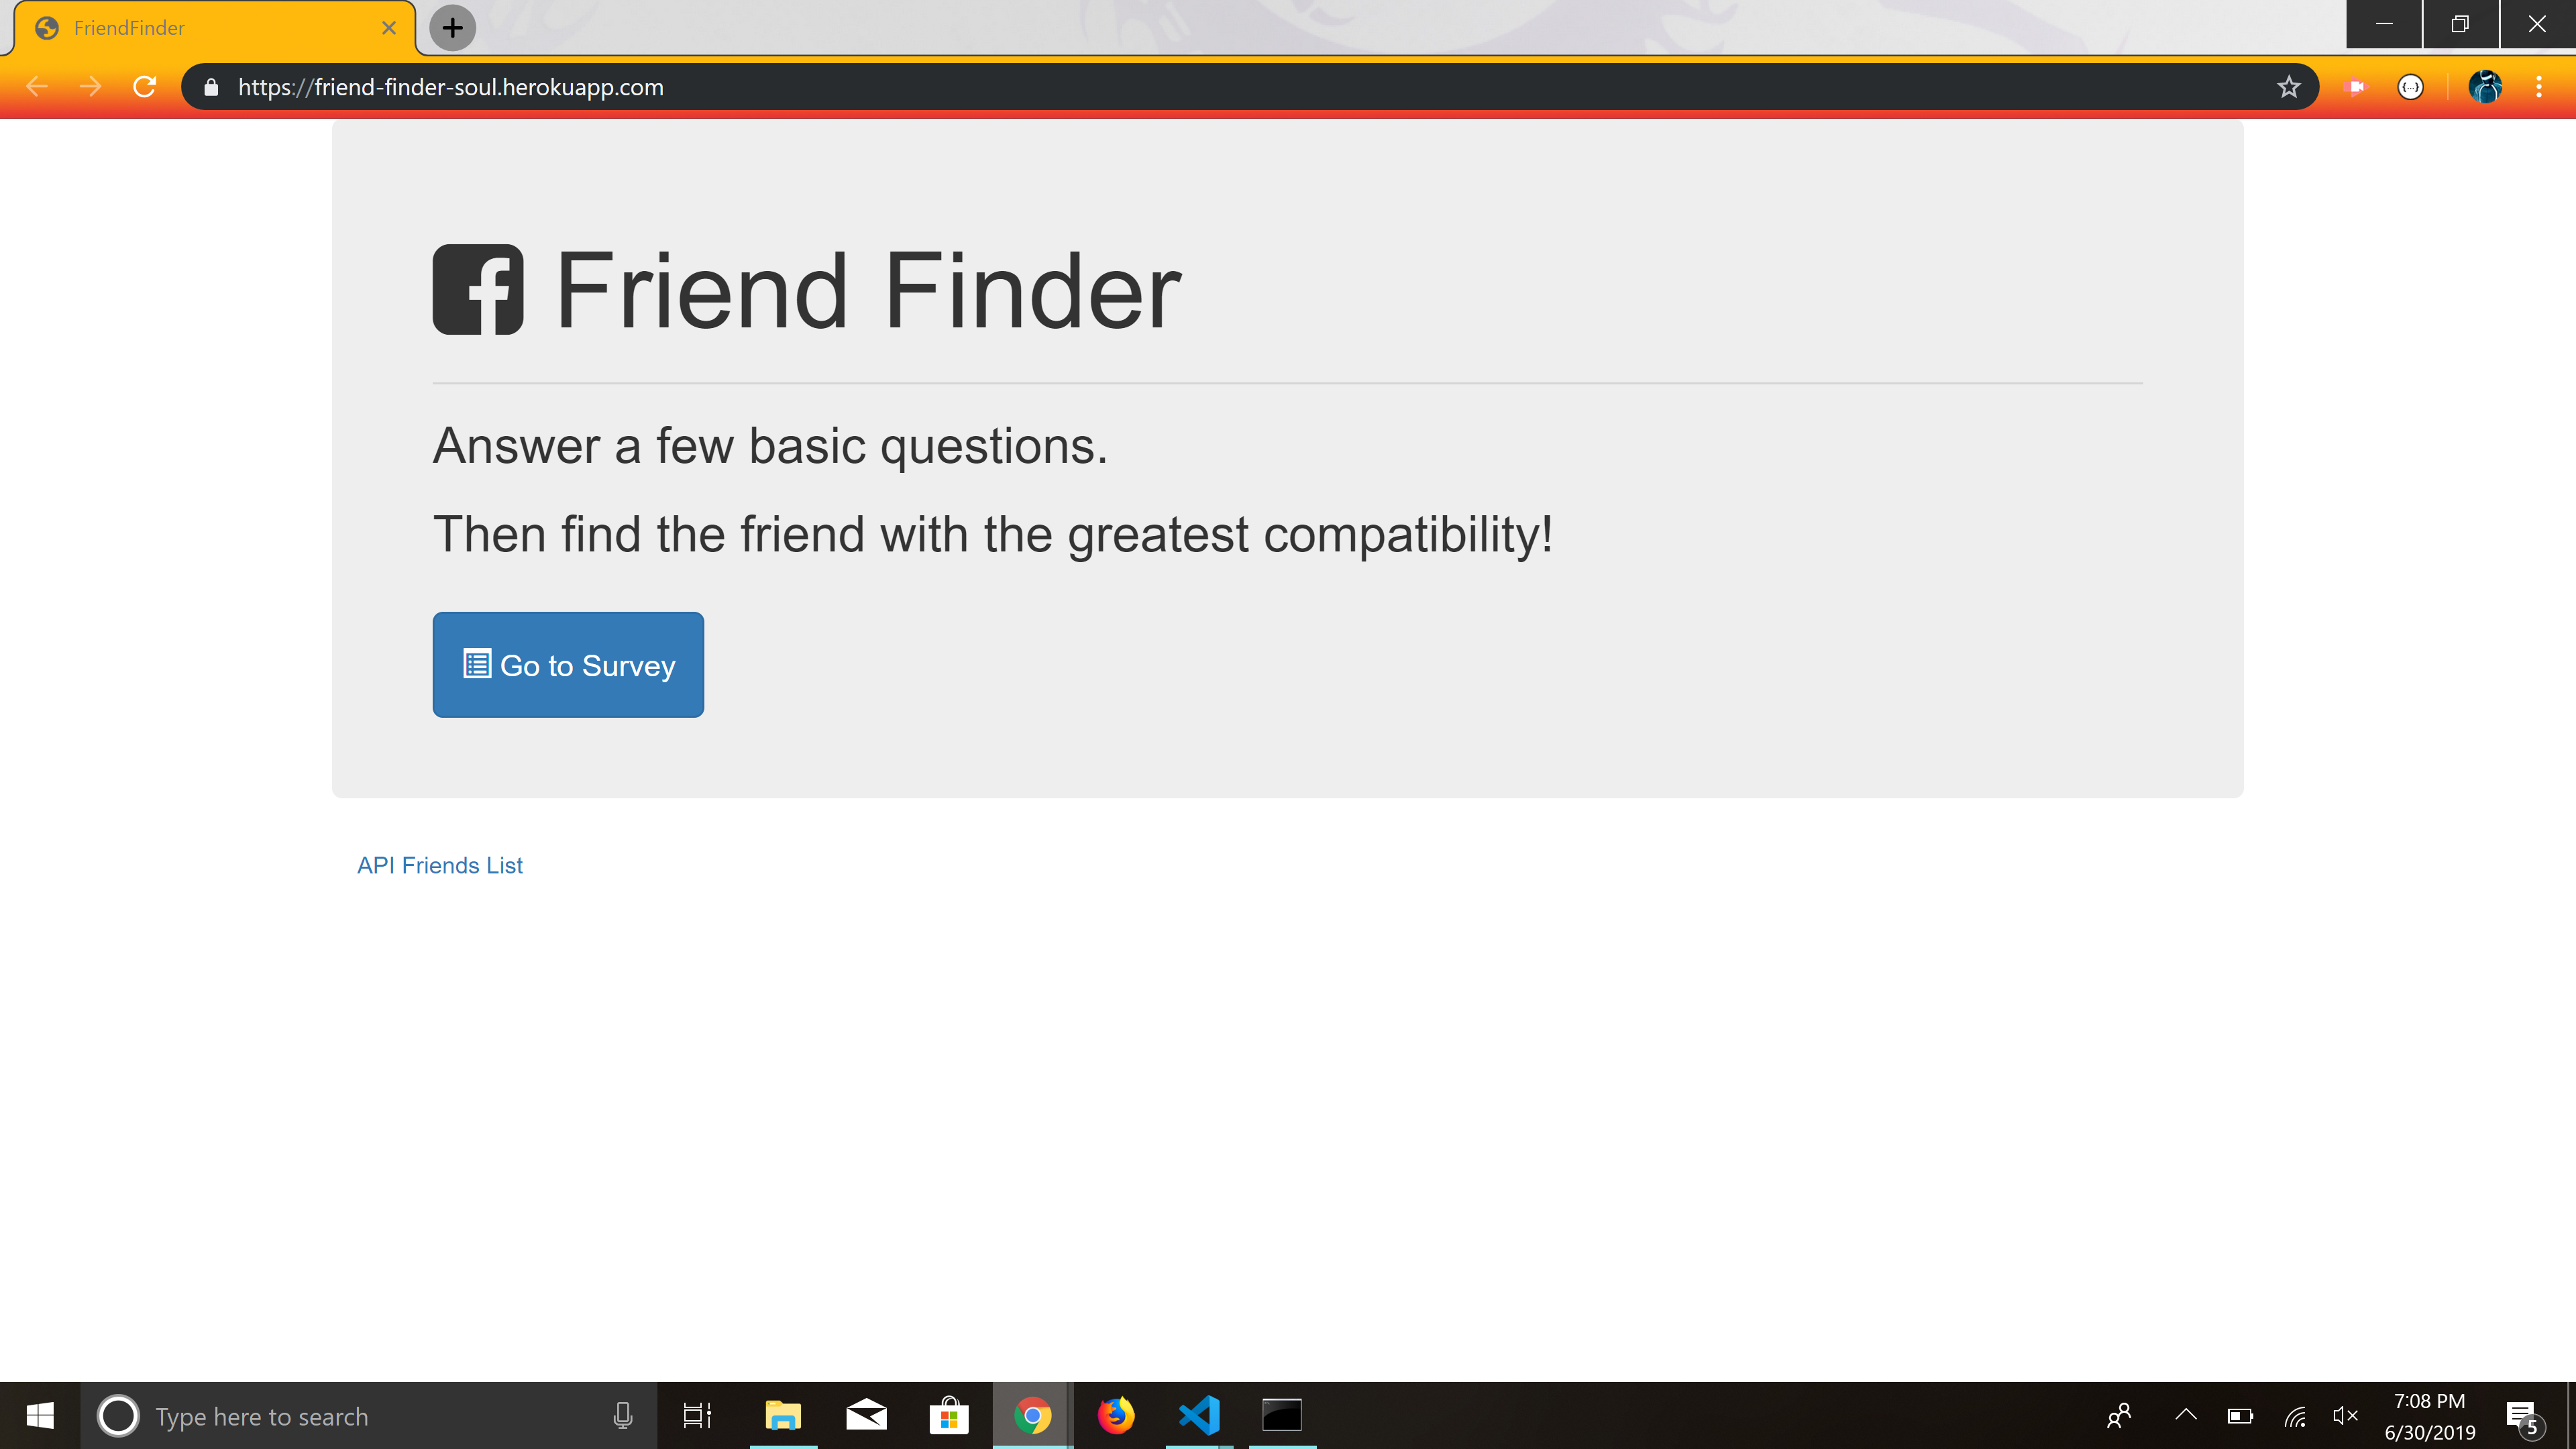 FriendFinder
https://friend-finder-soul.herokuapp.com
Friend Finder
Answer a few basic questions.
Then find the friend with the greatest compatibility!
Go to Survey
API Friends List
Type here to search
7:08 PM
6/30/2019
5